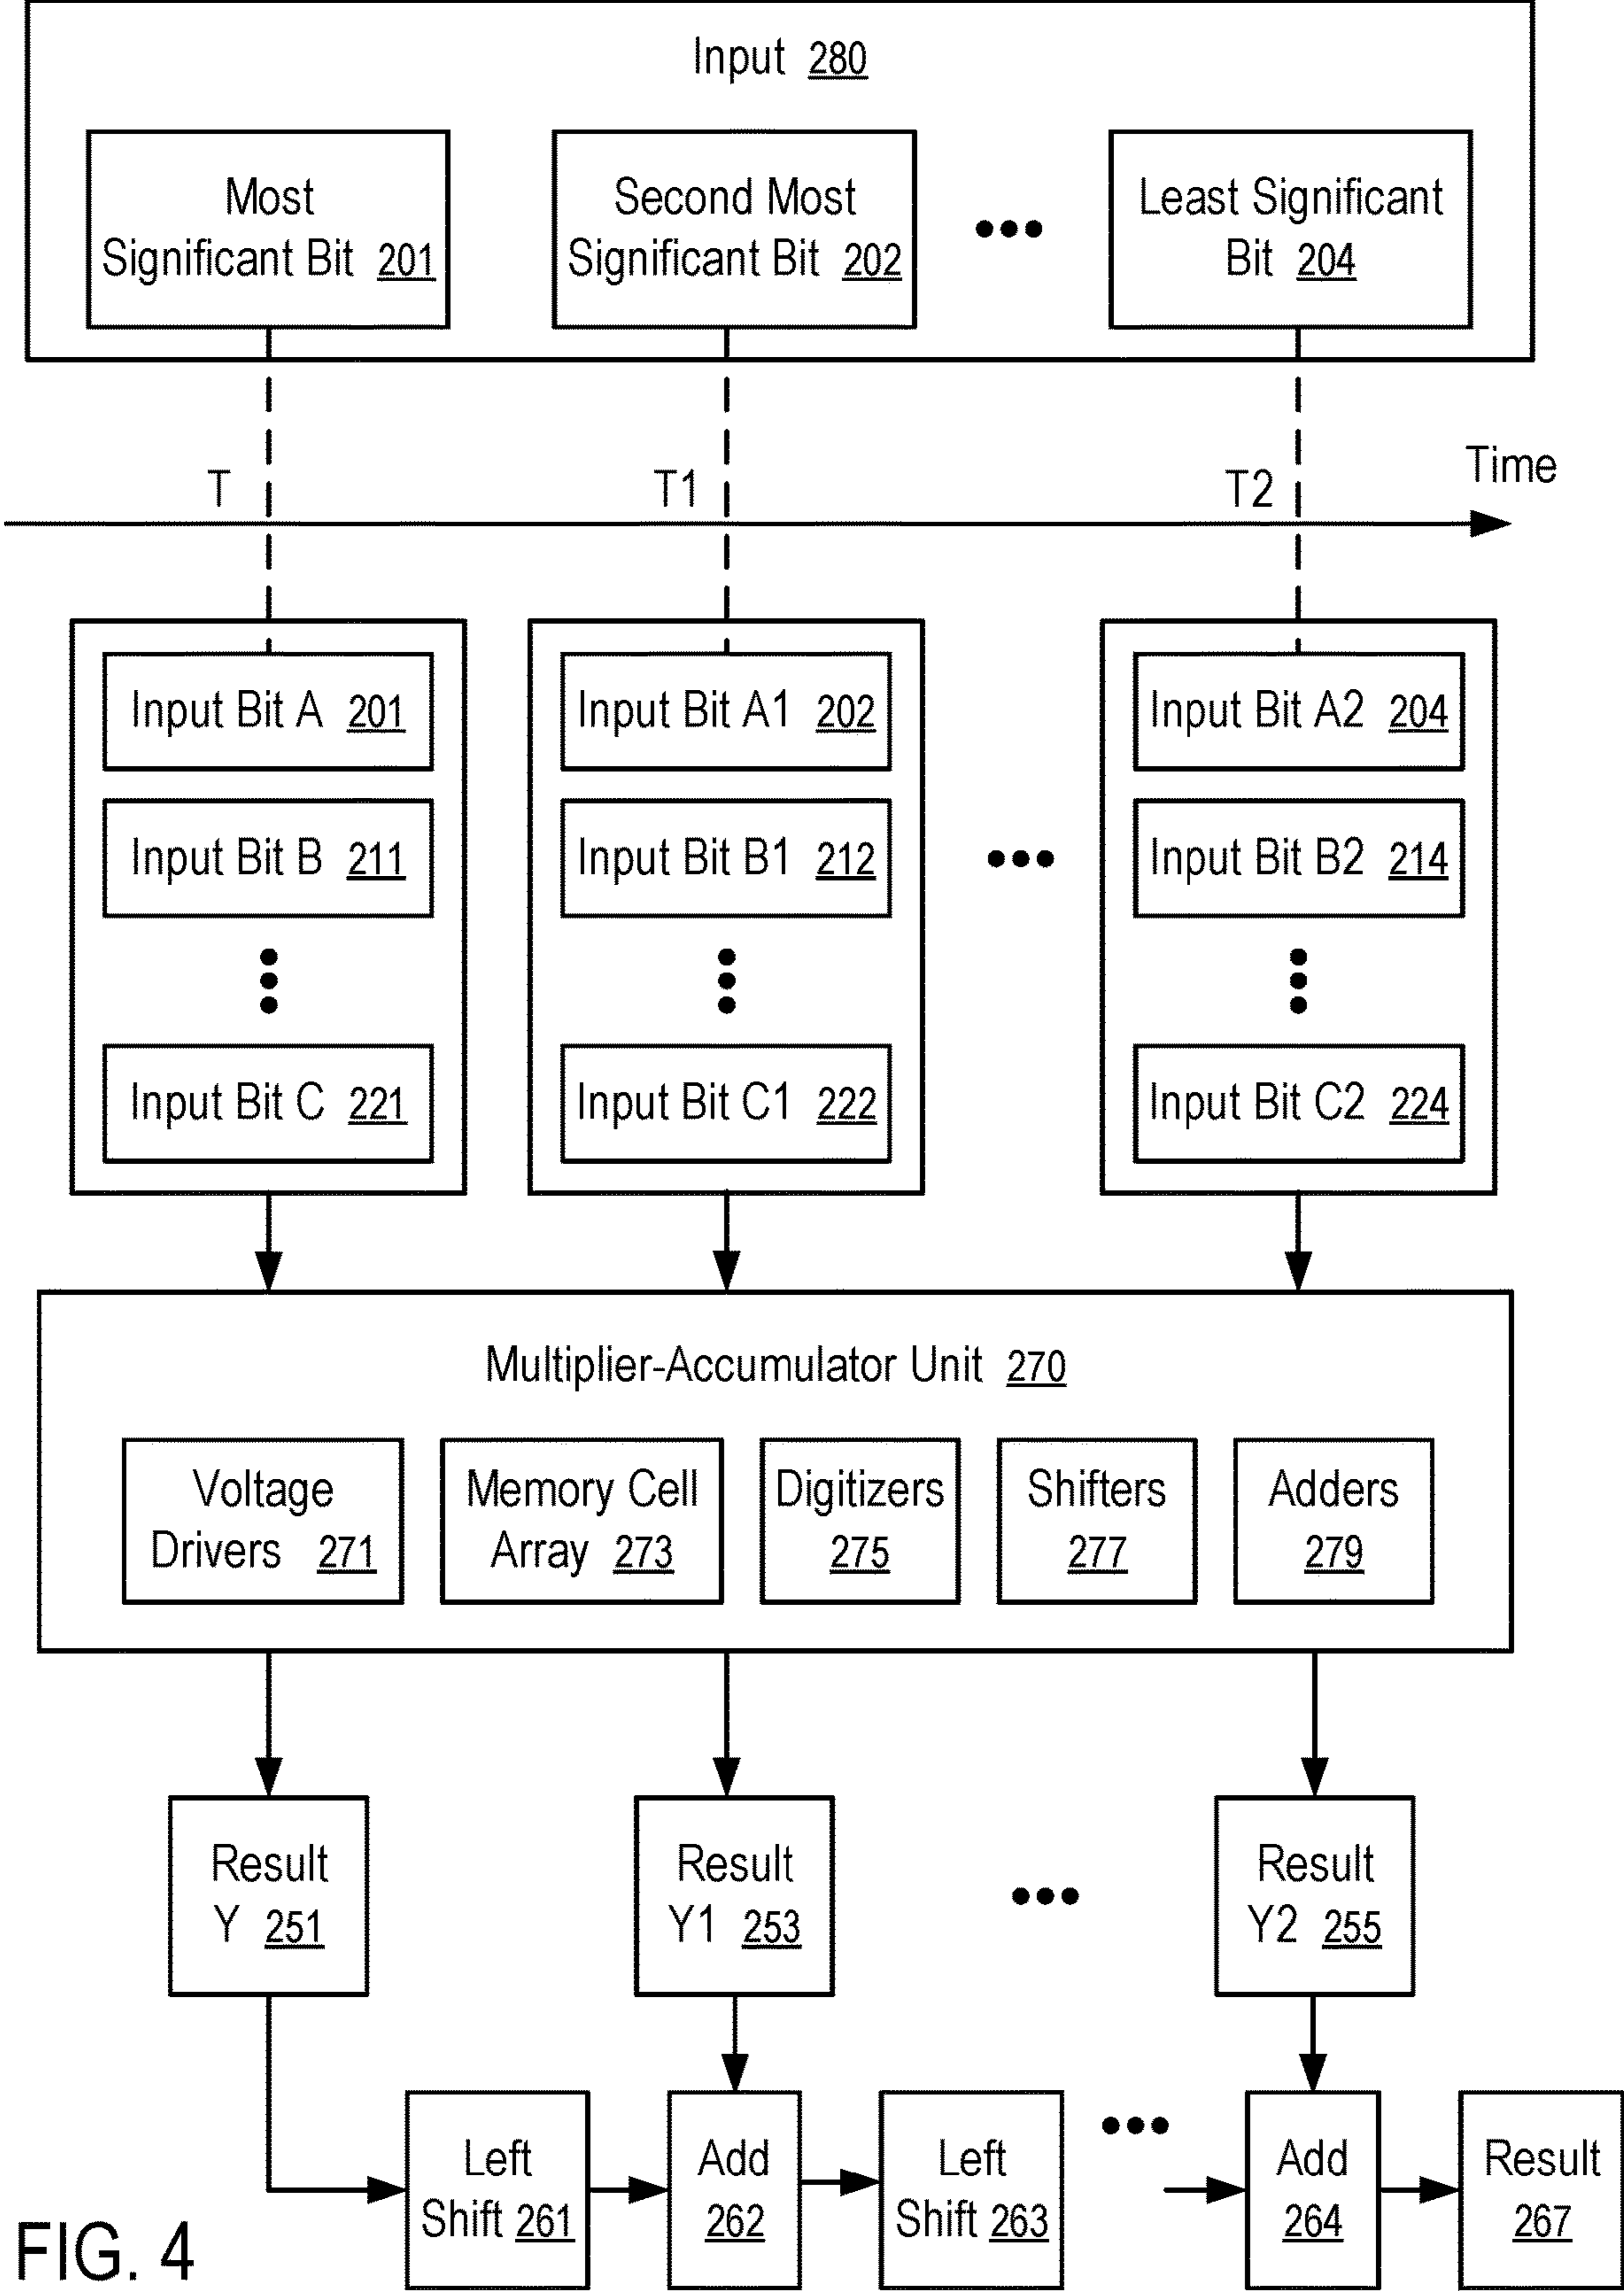 Input 280
Most
Significant Bit 201
Second Most
Significant Bit 202
Least Significant
Bit 204
T
T1
T2
Time
Input Bit A 201
Input Bit B 211
Input Bit C 221
Input Bit A1 202
Input Bit B1 212
Input Bit C1 222
Input Bit A2 204
Input Bit B2 214
Input Bit C2 224
Multiplier-Accumulator Unit 270
Voltage
Drivers 271
Memory Cell
Array 273
Digitizers
275
Shifters
277
Adders
279
Result
Y 251
Result
Y1 253
Result
Y2 255
Left
Shift 261
Add
262
Left
Shift 263
Add
264
Result
267
FIG. 4